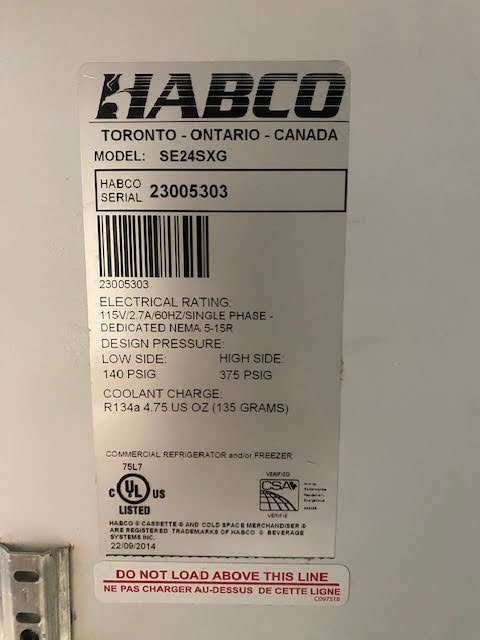 HABCO
TORONTO - ONTARIO - CANADA
MODEL: SE24SXG
HABCO SERIAL 23005303
23005303
ELECTRICAL RATING:
115V/2.7A/60HZ/SINGLE PHASE -
DEDICATED NEMA 5-15R
DESIGN PRESSURE:
LOW SIDE: HIGH SIDE:
140 PSIG 375 PSIG
COOLANT CHARGE:
R134a 4.75 US OZ (135 GRAMS)
COMMERCIAL REFRIGERATOR and/or FREEZER
75L7
C UL US
LISTED
VERIFIED
CSA
VERIFIÉ
HABCO ® CASSETTE ® AND COLD SPACE MERCHANDISER ®
ARE REGISTERED TRADEMARKS OF HABCO ® BEVERAGE
SYSTEMS INC.
22/09/2014
DO NOT LOAD ABOVE THIS LINE
NE PAS CHARGER AU-DESSUS DE CETTE LIGNE
C097518